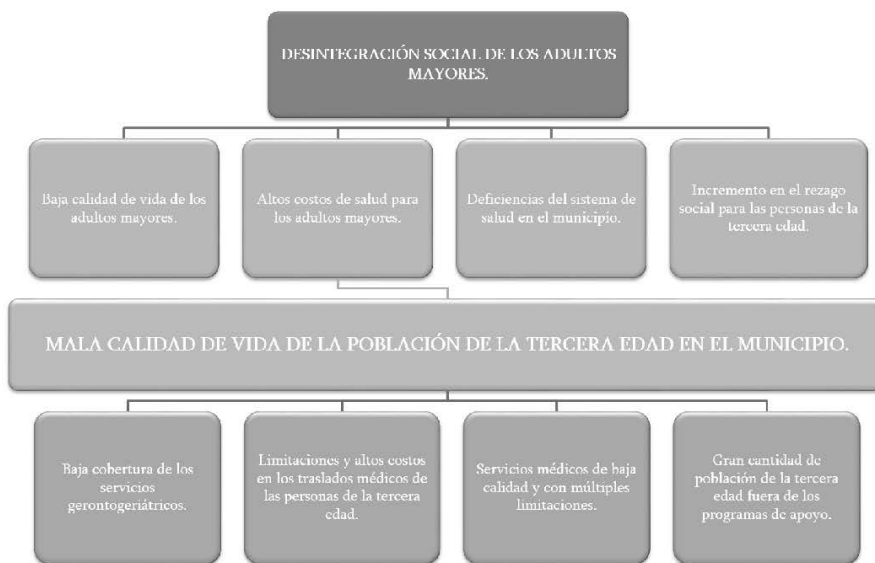 DESINTEGRACIÓN SOCIAL DE LOS ADULTOS
MAYORES.
Baja calidad de vida de los
adultos mayores.
Altos costos de salud para
los adultos mayores.
Deficiencias del sistema de
salud en el municipio.
Incremento en el rezago
social para las personas de la
tercera edad.
MALA CALIDAD DE VIDA DE LA POBLACIÓN DE LA TERCERA EDAD EN EL MUNICIPIO.
Baja cobertura de los
servicios
gerontogeriátricos.
Limitaciones y altos costos
en los traslados médicos de
las personas de la tercera
edad.
Servicios médicos de baja
calidad y con múltiples
limitaciones.
Gran cantidad de
población de la tercera
edad fuera de los
programas de apoyo.